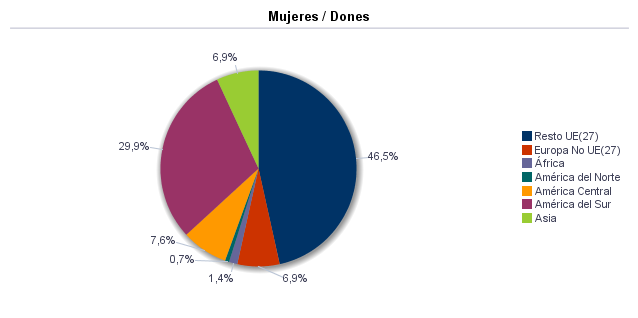 Mujeres / Dones
6,9%
46,5%
29,9%
7,6%
0,7%
1,4%
6,9%
Resto UE(27)
Europa No UE(27)
África
América del Norte
América Central
América del Sur
Asia